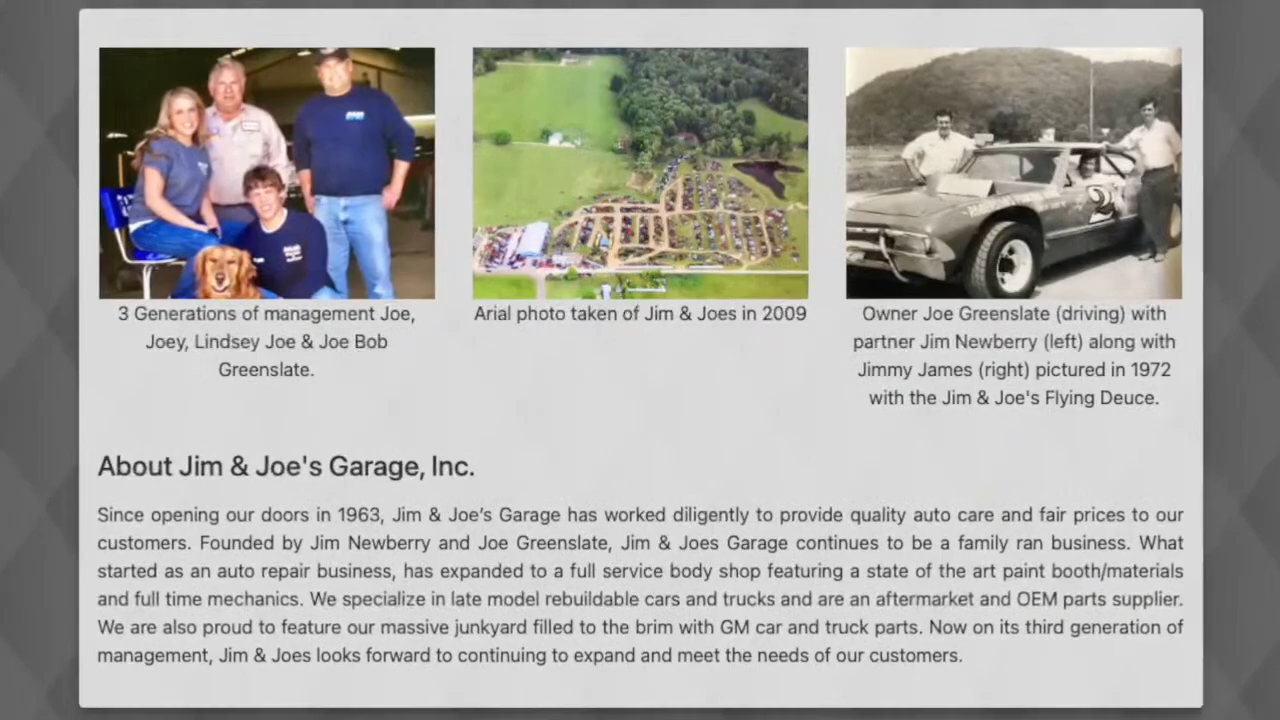 3 Generations of management Joe,
Joey, Lindsey Joe & Joe Bob
Greenslate.
Arial photo taken of Jim & Joes in 2009
Owner Joe Greenslate (driving) with
partner Jim Newberry (left) along with
Jimmy James (right) pictured in 1972
with the Jim & Joe's Flying Deuce.
2
About Jim & Joe's Garage, Inc.
Since opening our doors in 1963, Jim & Joe's Garage has worked diligently to provide quality auto care and fair prices to our
customers. Founded by Jim Newberry and Joe Greenslate, Jim & Joes Garage continues to be a family ran business. What
started as an auto repair business, has expanded to a full service body shop featuring a state of the art paint booth/materials
and full time mechanics. We specialize in late model rebuildable cars and trucks and are an aftermarket and OEM parts supplier.
We are also proud to feature our massive junkyard filled to the brim with GM car and truck parts. Now on its third generation of
management, Jim & Joes looks forward to continuing to expand and meet the needs of our customers.